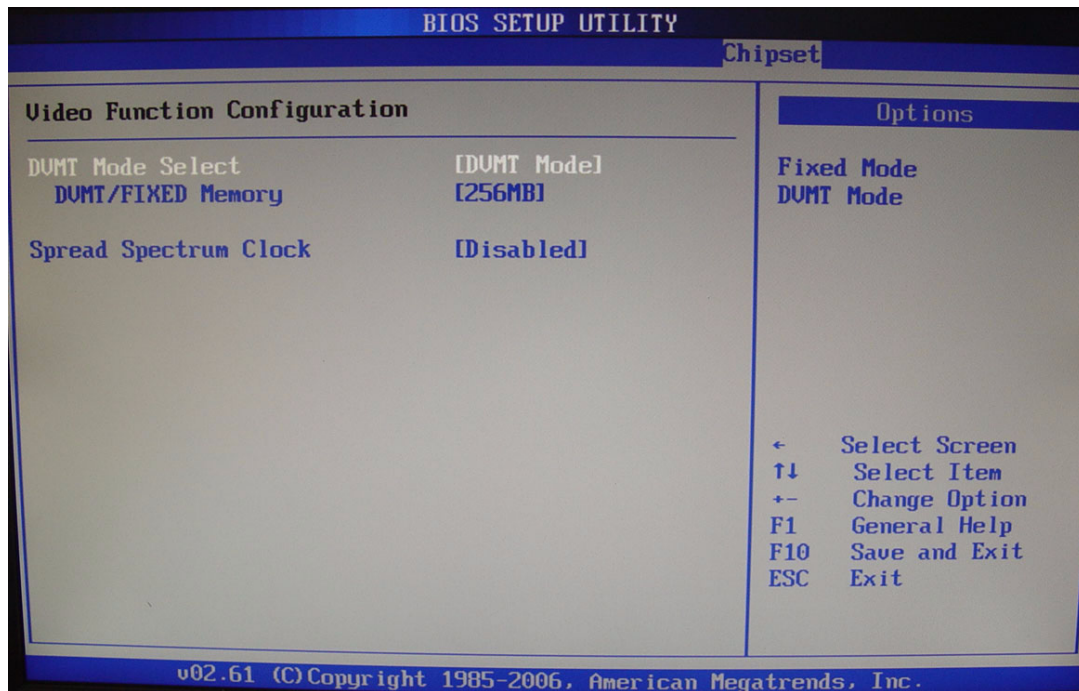 BIOS SETUP UTILITY
Chipset
Video Function Configuration
DVMT Mode Select [DVMT Mode]
DVMT/FIXED Memory [256MB]
Spread Spectrum Clock [Disabled]
Options
Fixed Mode
DVMT Mode
← Select Screen
↑↓ Select Item
+- Change Option
F1 General Help
F10 Save and Exit
ESC Exit
v02.61 (C)Copyright 1985-2006, American Megatrends, Inc.